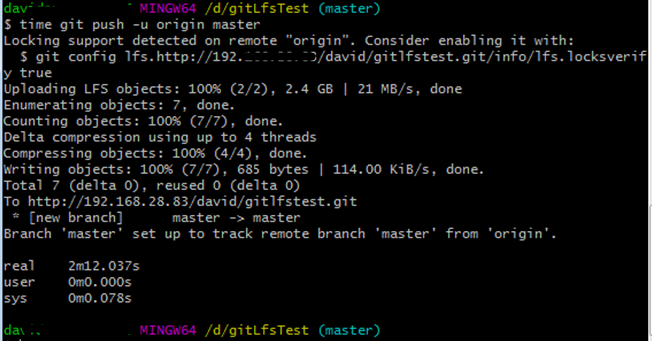 dav MINGW64 /d/gitLfsTest (master)
$ time git push -u origin master
Locking support detected on remote "origin". Consider enabling it with:
$ git config lfs.http://192. /david/gitlfstest.git/info/lfs.locksverif
y true
Uploading LFS objects: 100% (2/2), 2.4 GB | 21 MB/s, done
Enumerating objects: 7, done.
Counting objects: 100% (7/7), done.
Delta compression using up to 4 threads
Compressing objects: 100% (4/4), done.
Writing objects: 100% (7/7), 685 bytes | 114.00 KiB/s, done.
Total 7 (delta 0), reused 0 (delta 0)
To http://192.168.28.83/david/gitlfstest.git
* [new branch] master -> master
Branch 'master' set up to track remote branch 'master' from 'origin'.
real 2m12.037s
user 0m0.000s
sys 0m0.078s
da MINGW64 /d/gitLfsTest (master)